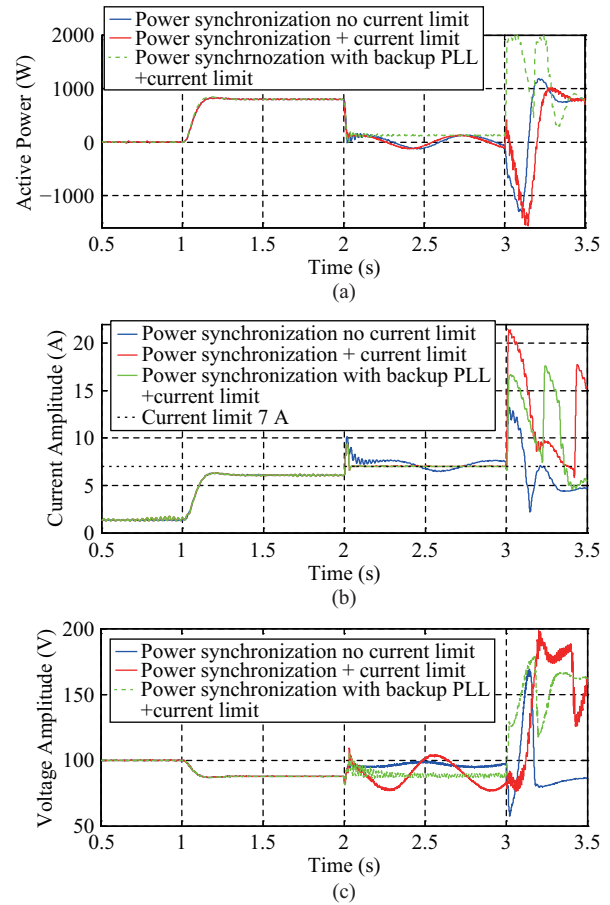 Power synchronization no current limit
Power synchronization + current limit
Power synchrnozation with backup PLL
+current limit
Active Power (W)
2000
1000
0
−1000
0.5 1 1.5 2 2.5 3 3.5
Time (s)
(a)
Power synchronization no current limit
Power synchronization + current limit
Power synchronization with backup PLL
+current limit
Current limit 7 A
Current Amplitude (A)
20
15
10
5
0
0.5 1 1.5 2 2.5 3 3.5
Time (s)
(b)
Power synchronization no current limit
Power synchronization + current limit
Power synchronization with backup PLL
+current limit
Voltage Amplitude (V)
200
150
100
50
0.5 1 1.5 2 2.5 3 3.5
Time (s)
(c)